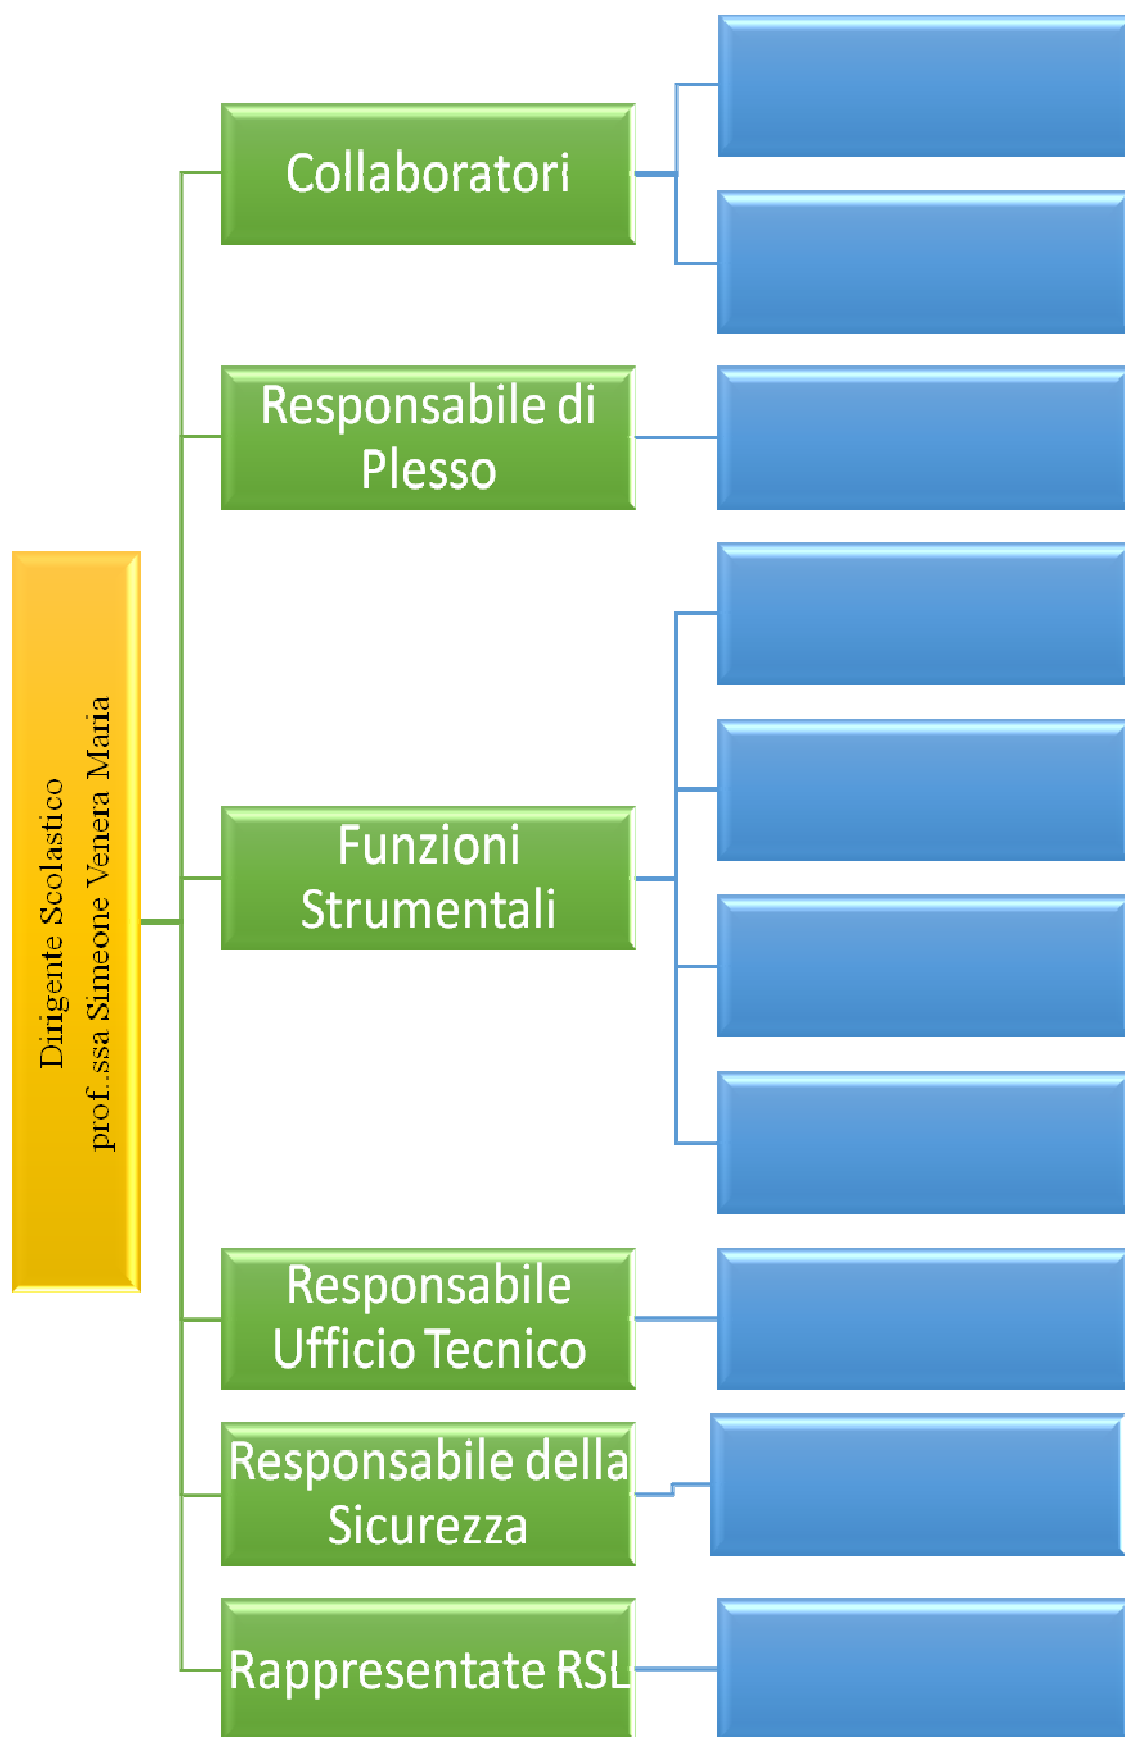 Dirigente Scolastico
prof..ssa Simeone Venera Maria
Collaboratori
Responsabile di
Plesso
Funzioni
Strumentali
Responsabile
Ufficio Tecnico
Responsabile della
Sicurezza
Rappresentate RSL